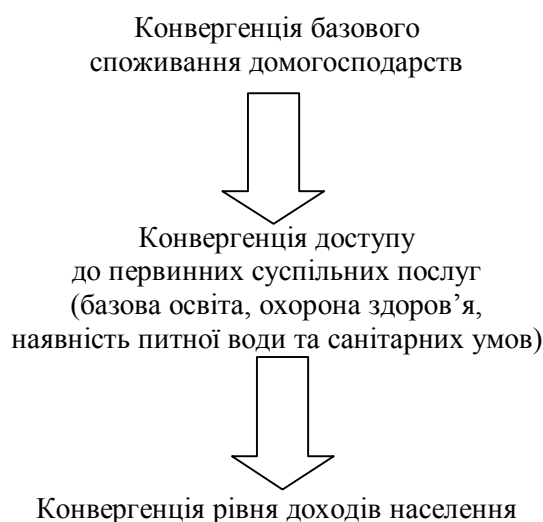 Конвергенція базового
споживання домогосподарств
Конвергенція доступу
до первинних суспільних послуг
(базова освіта, охорона здоров’я,
наявність питної води та санітарних умов)
Конвергенція рівня доходів населення